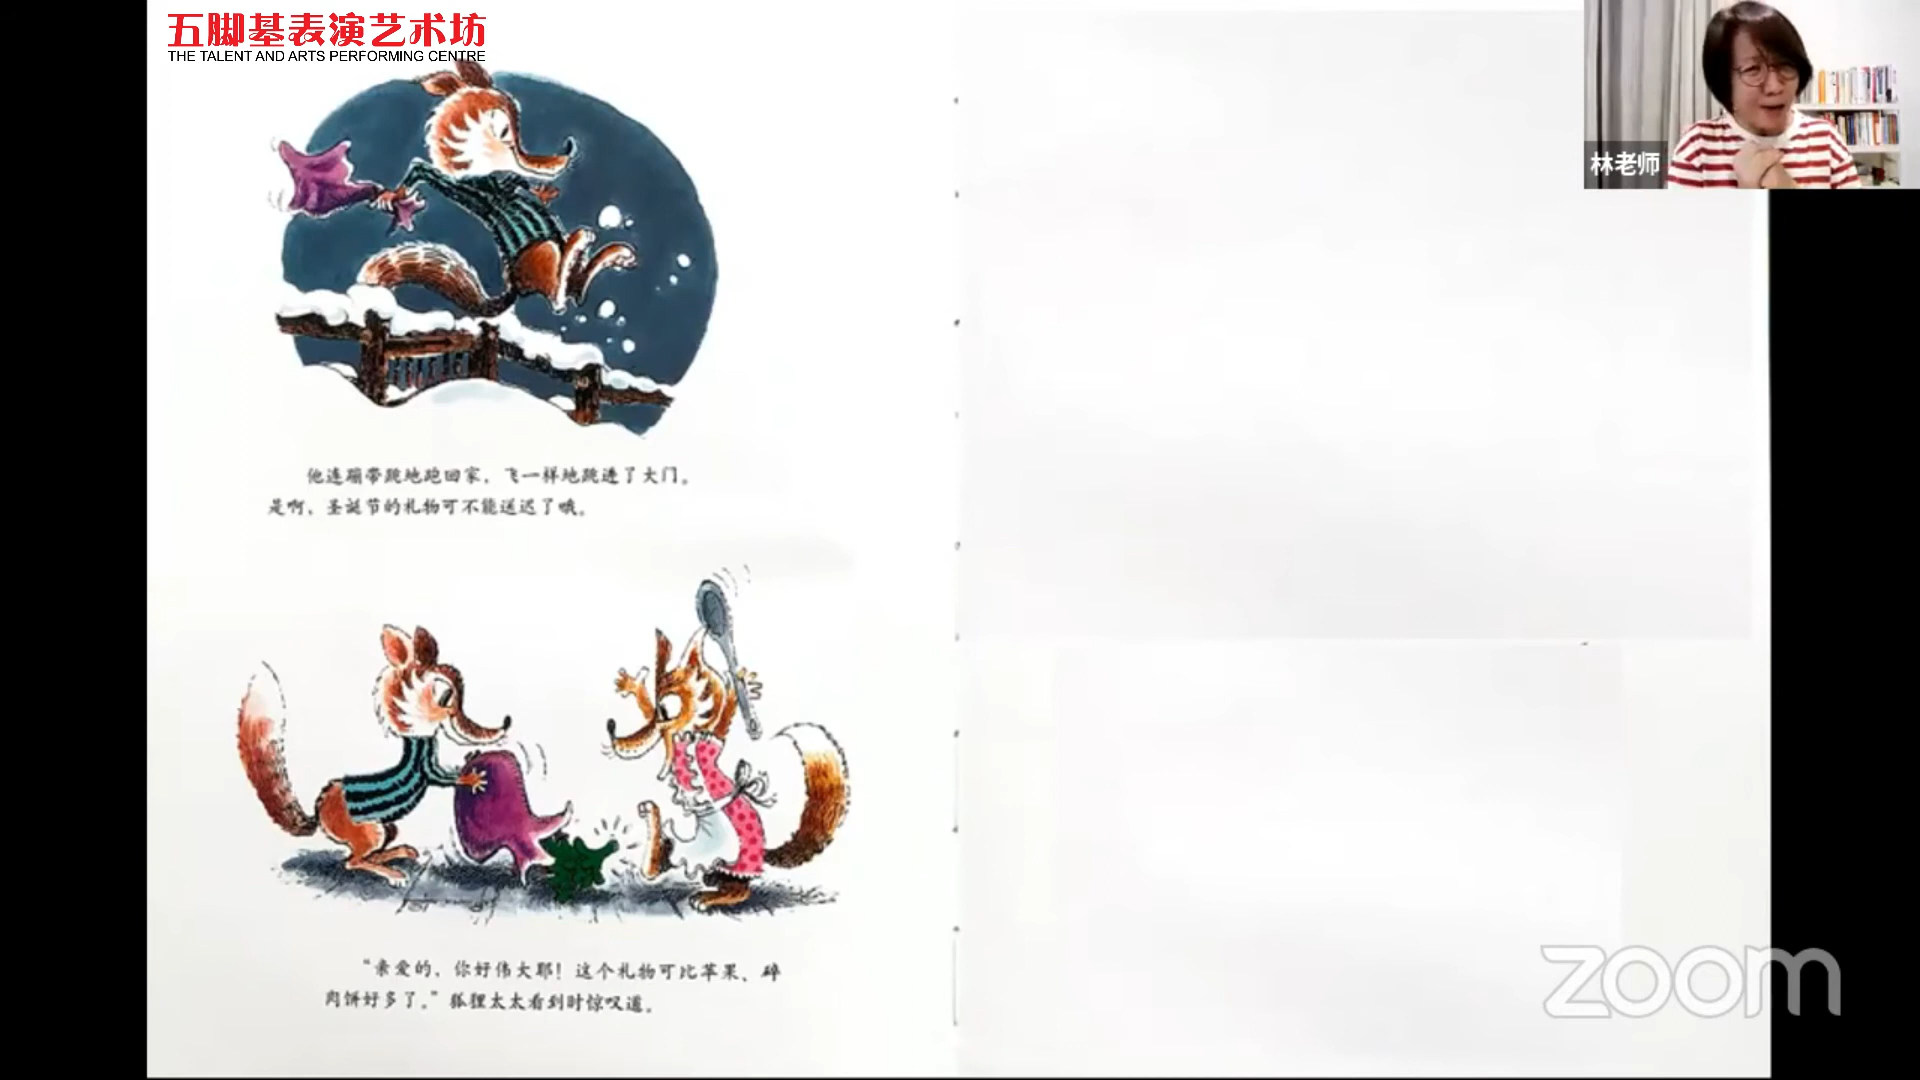 五脚基表演艺术坊
THE TALENT AND ARTS PERFORMING CENTRE
林老师
他连蹦带跳地跑回家，飞一样地跳进了大门。
是啊，圣诞节的礼物可不能送迟了哦。
“亲爱的，你好伟大耶！这个礼物可比苹果、碎
肉饼好多了。”狐狸太太看到时惊叹道。
zoom